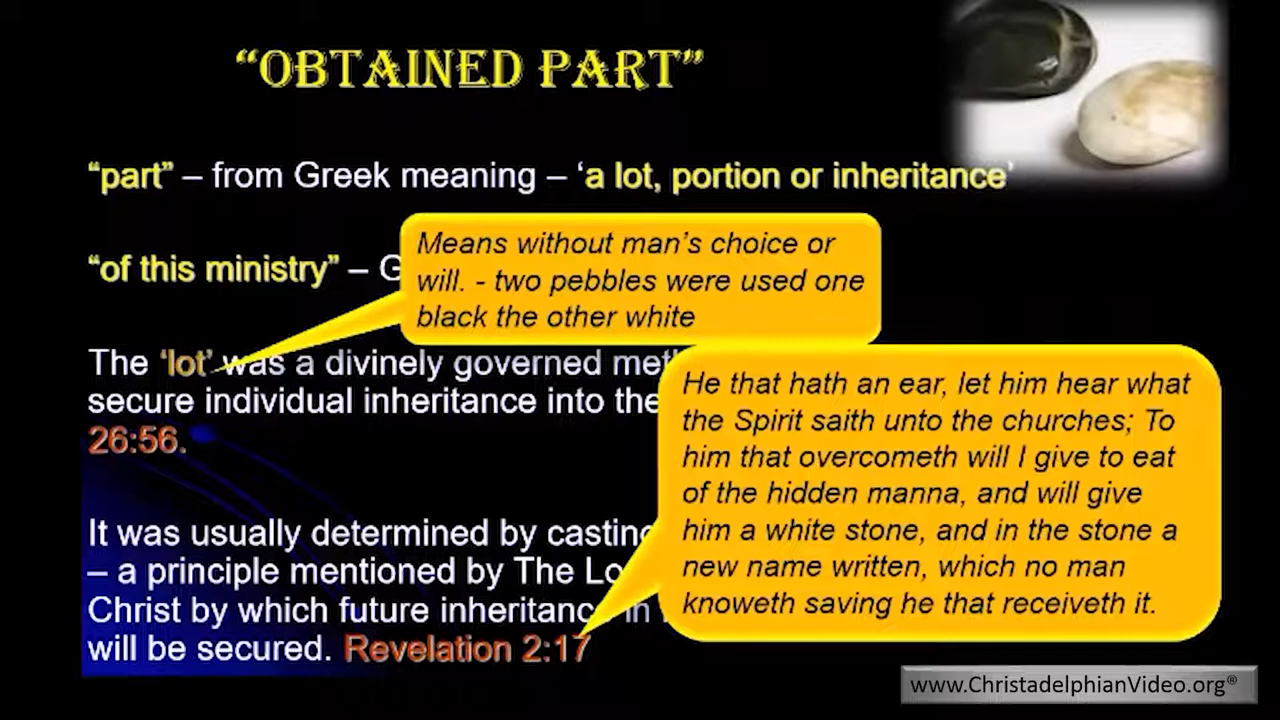 “OBTAINED PART”
“part” – from Greek meaning – ‘a lot, portion or inheritance’
“of this ministry” – G
Means without man’s choice or
will. - two pebbles were used one
black the other white
The ‘lot’ was a divinely governed
secure individual inheritance into the
26:56.
He that hath an ear, let him hear what
the Spirit saith unto the churches; To
him that overcometh will I give to eat
of the hidden manna, and will give
him a white stone, and in the stone a
new name written, which no man
knoweth saving he that receiveth it.
It was usually determined by casting
– a principle mentioned by The
Christ by which future inheritance in
will be secured. Revelation 2:17
www.ChristadelphianVideo.org®